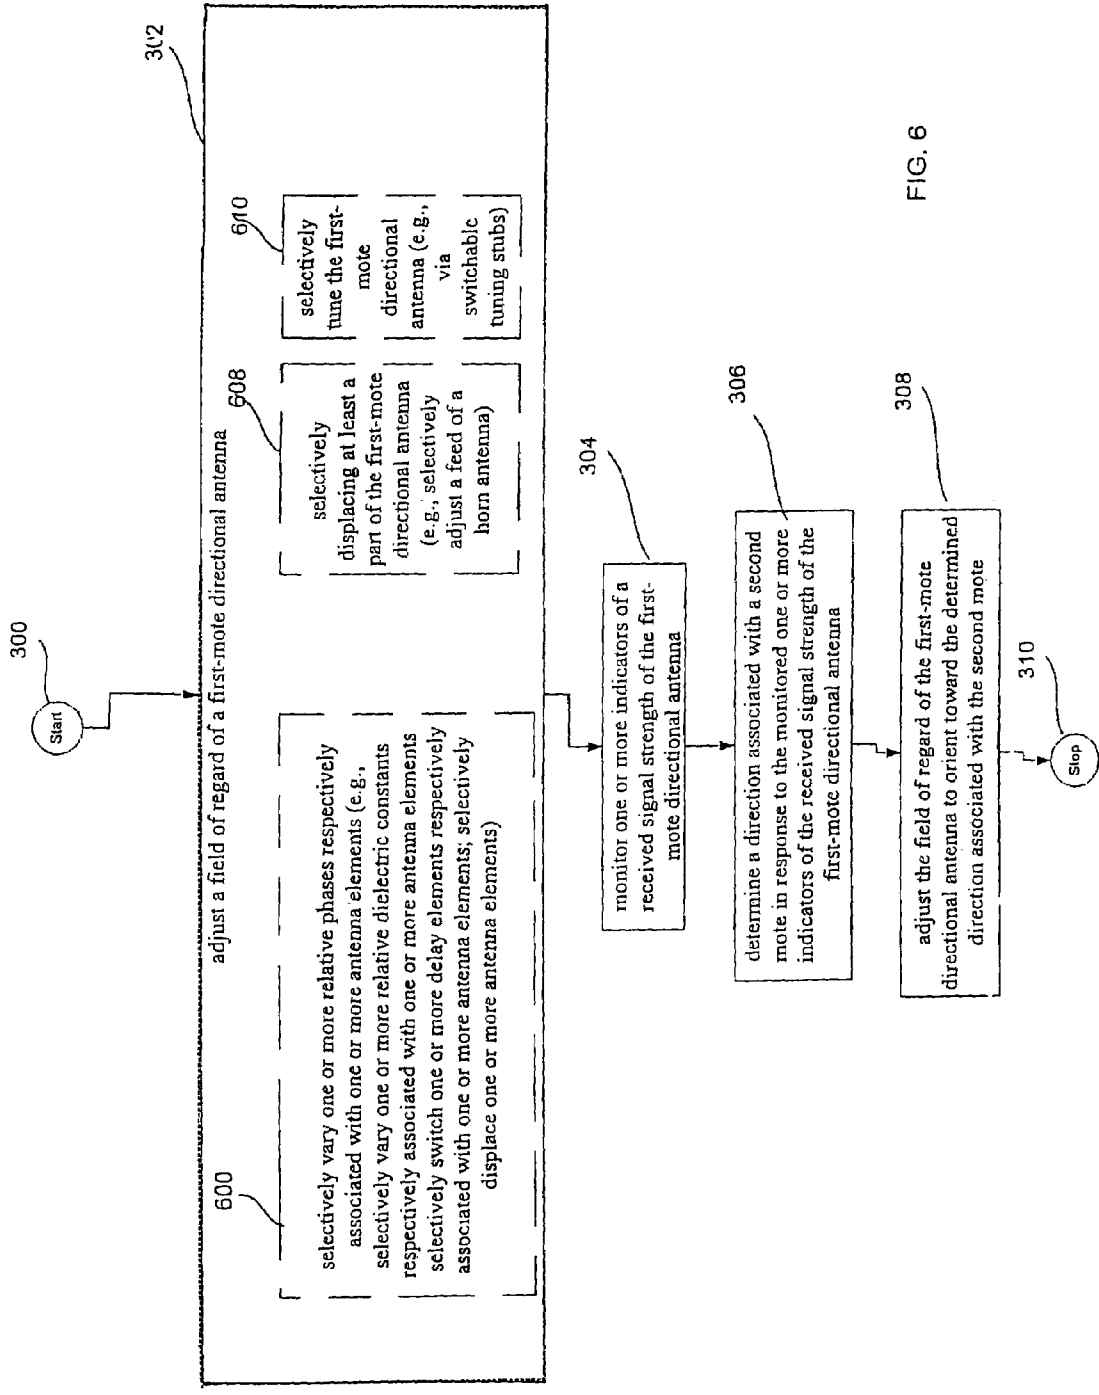 300
Start
302
adjust a field of regard of a first-mote directional antenna
600
selectively vary one or more relative phases respectively
associated with one or more antenna elements (e.g.,
selectively vary one or more relative dielectric constants
respectively associated with one or more antenna elements
selectively switch one or more delay elements respectively
associated with one or more antenna elements; selectively
displace one or more antenna elements)
608
selectively
displacing at least a
part of the first-mote
directional antenna
(e.g., selectively
adjust a feed of a
horn antenna)
610
selectively
tune the first-
mote
directional
antenna (e.g.,
via
switchable
tuning stubs)
304
monitor one or more indicators of a
received signal strength of the first-
mote directional antenna
306
determine a direction associated with a second
mote in response to the monitored one or more
indicators of the received signal strength of the
first-mote directional antenna
308
adjust the field of regard of the first-mote
directional antenna to orient toward the determined
direction associated with the second mote
310
Stop
FIG. 6